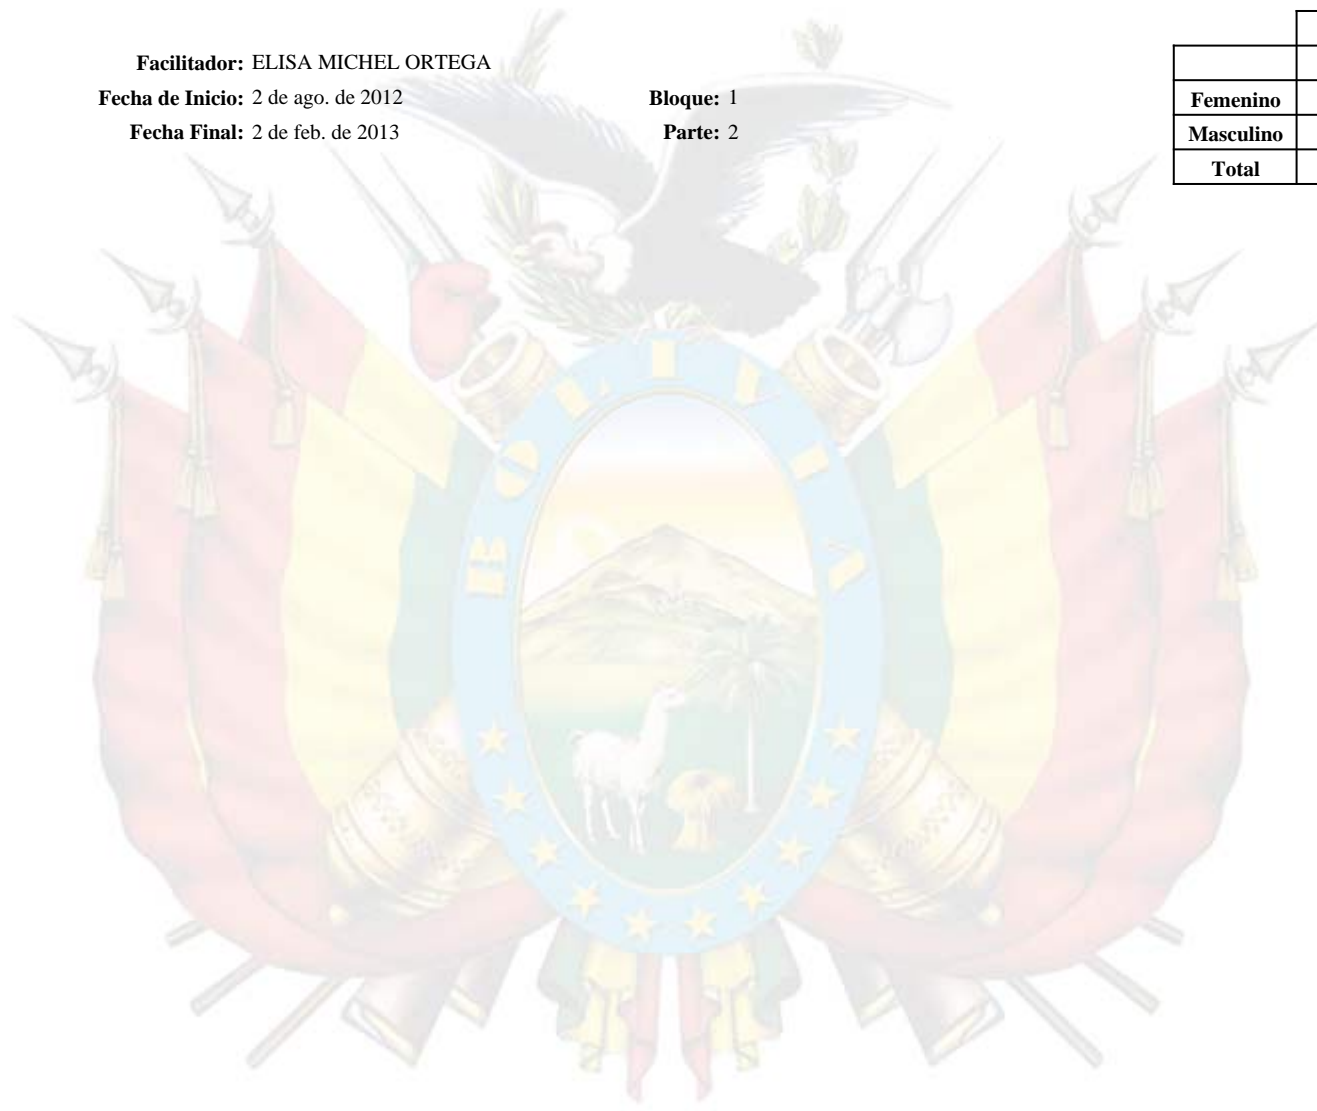 Facilitador: ELISA MICHEL ORTEGA
Fecha de Inicio: 2 de ago. de 2012 Bloque: 1
Fecha Final: 2 de feb. de 2013 Parte: 2
Femenino
Masculino
Total
BOLIVIA